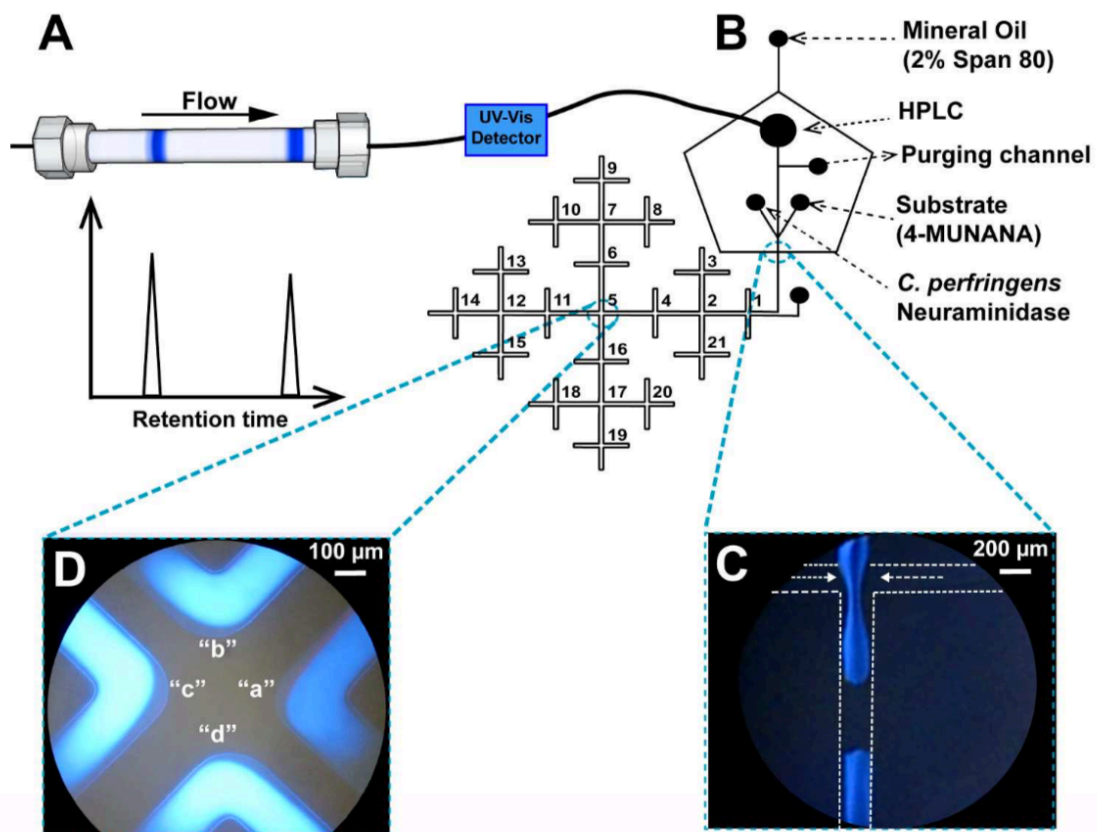 A
Flow
UV-Vis
Detector
Retention time
B
Mineral Oil
(2% Span 80)
HPLC
Purging channel
Substrate
(4-MUNANA)
C. perfringens
Neuraminidase
9
10
7
8
13
6
3
14
12
11
5
4
2
1
15
16
21
18
17
20
19
D
100 µm
“b”
“c”
“a”
“d”
C
200 µm